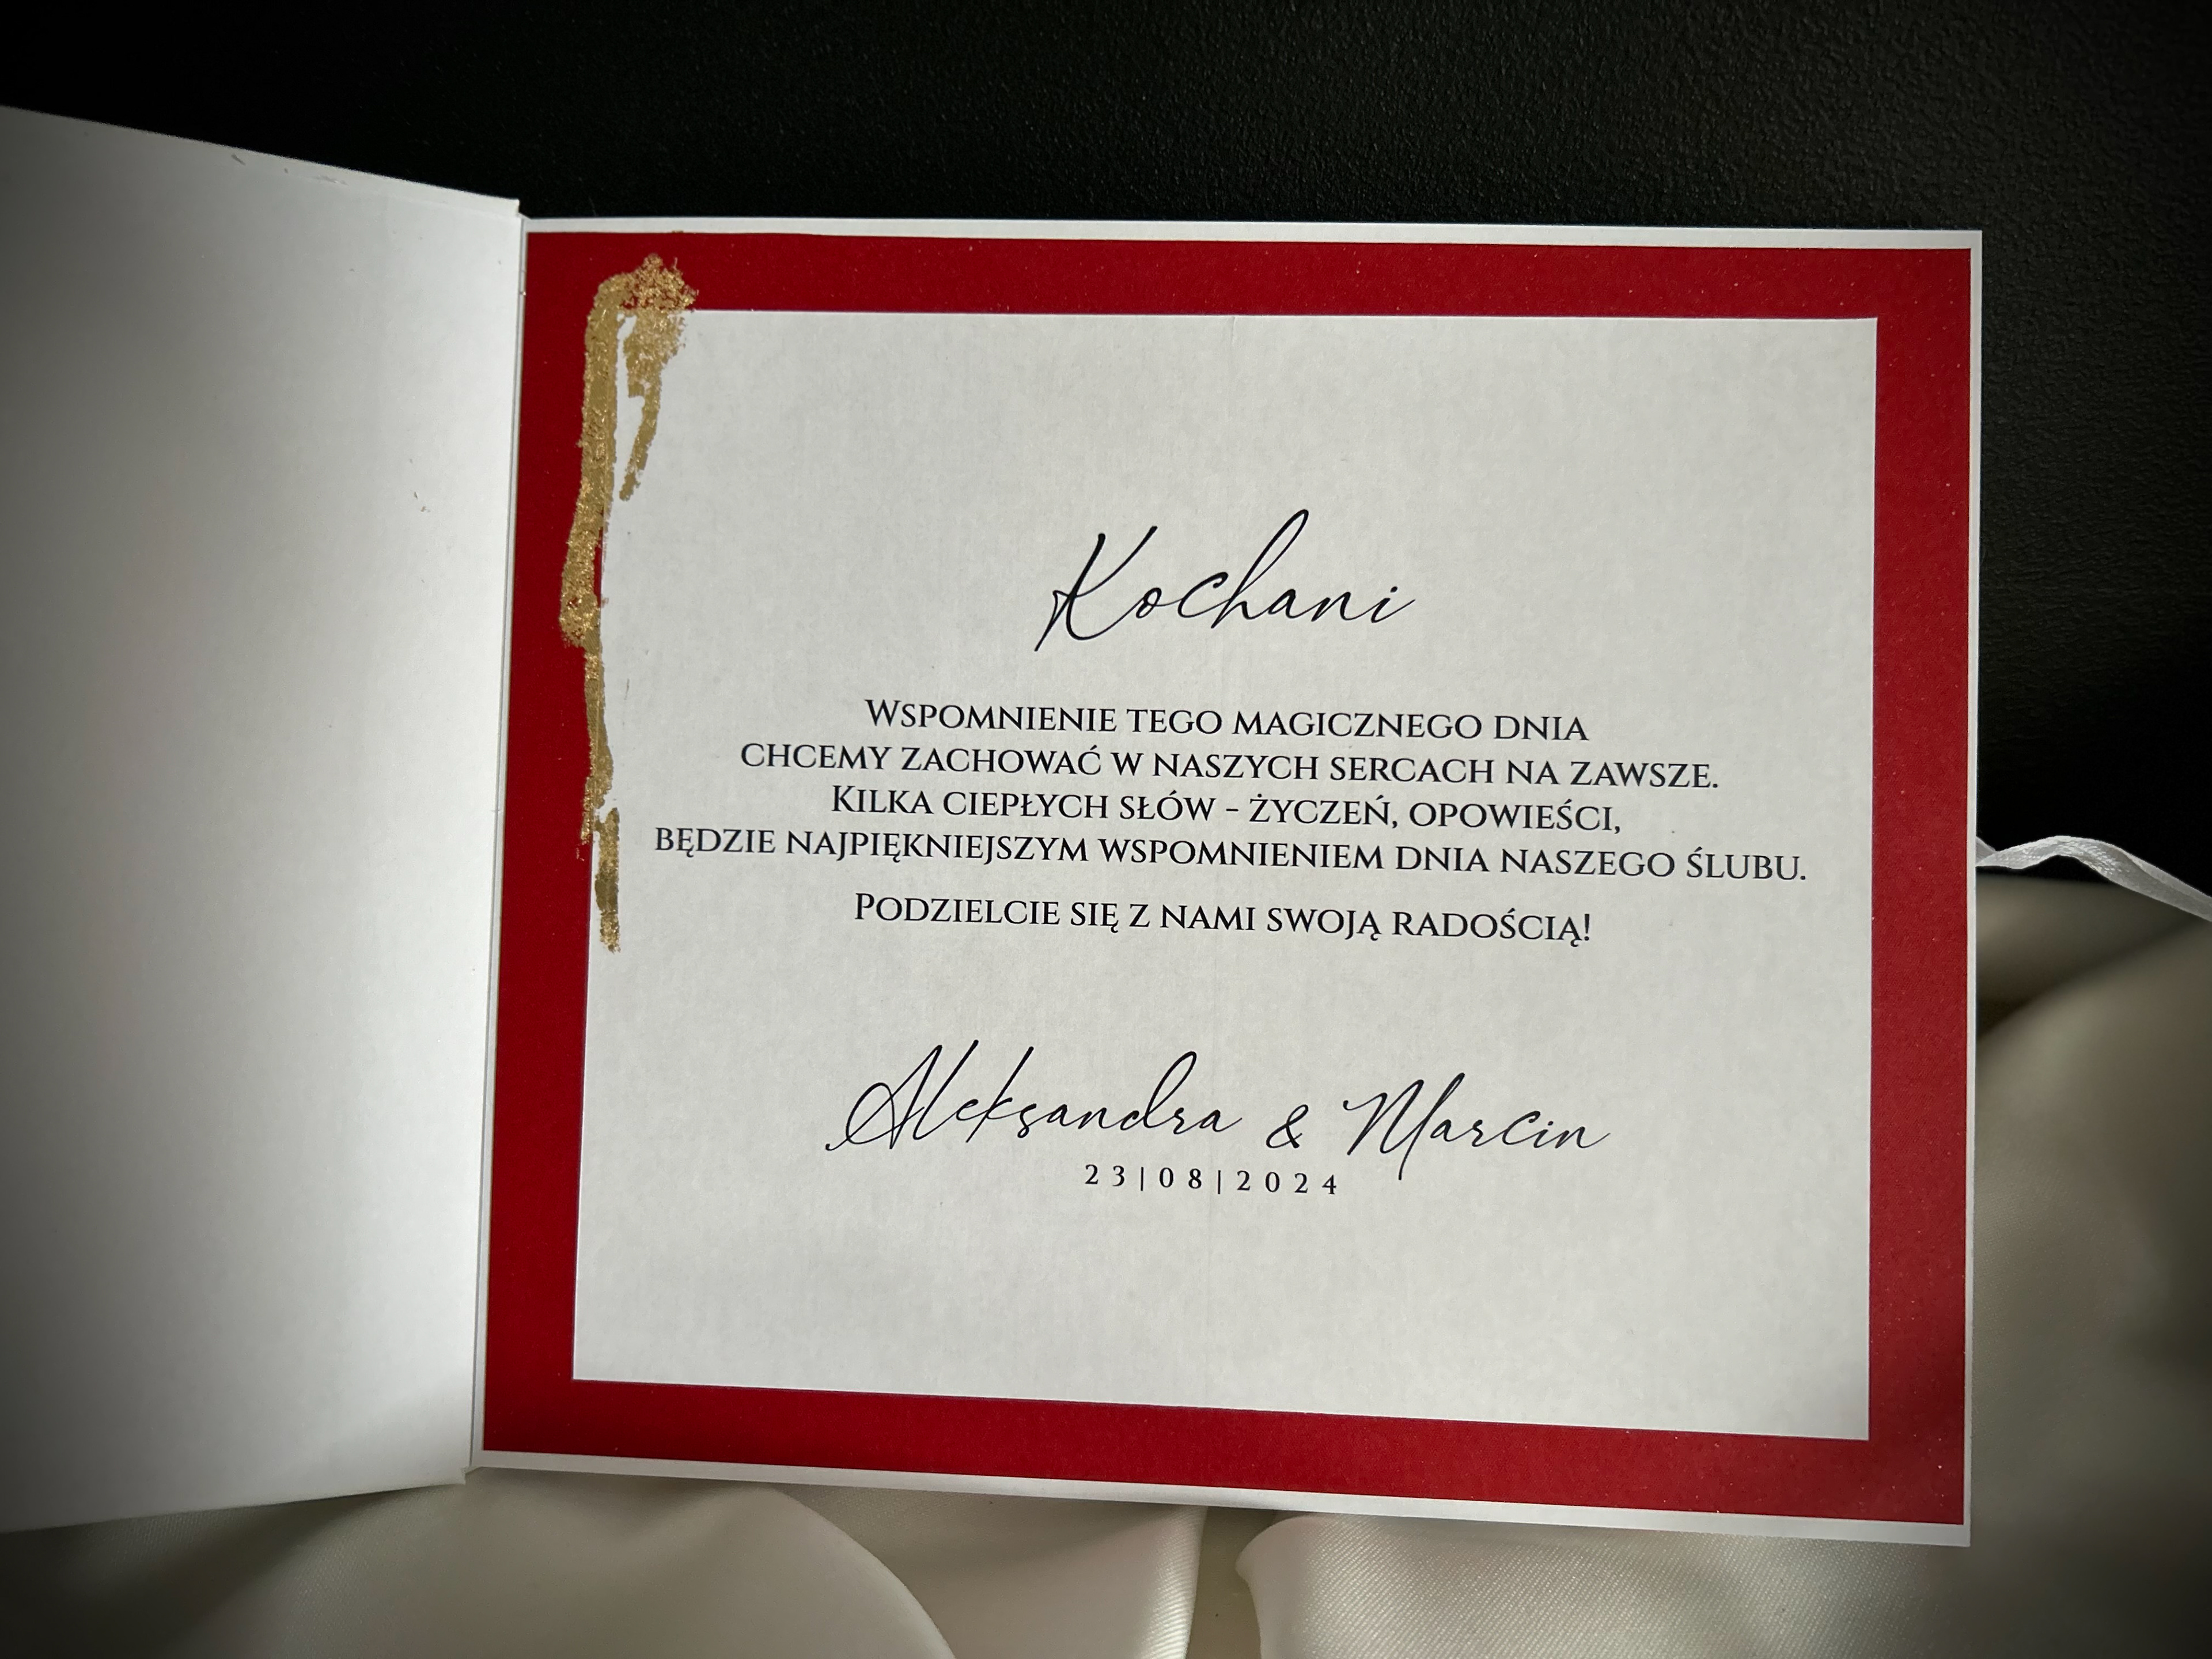 Kochani
Wspomnienie tego magicznego dnia
chcemy zachować w naszych sercach na zawsze.
Kilka ciepłych słów - życzeń, opowieści,
będzie najpiękniejszym wspomnieniem dnia naszego ślubu.
Podzielcie się z nami swoją radością!
Aleksandra & Marcin
23|08|2024